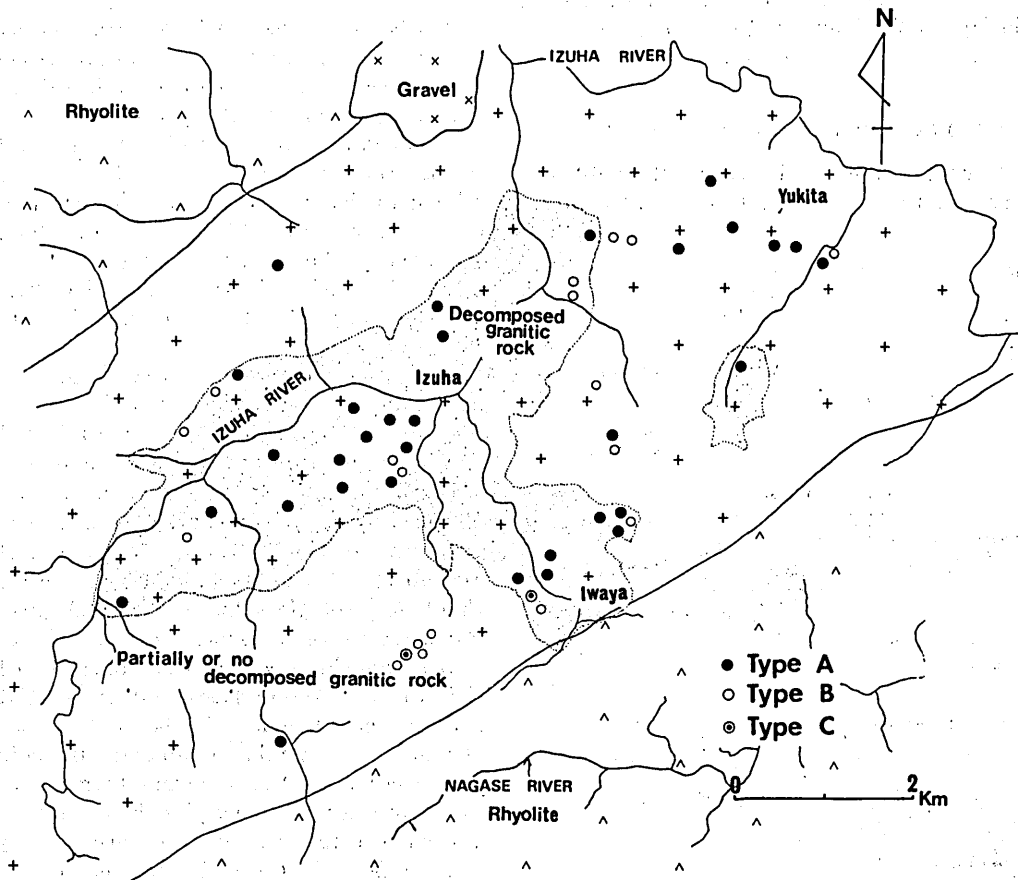 N
IZUHA RIVER
Gravel
Rhyolite
Yukita
Decomposed
granitic
rock
Izuha
IZUHA RIVER
Iwaya
Partially or no
decomposed granitic rock
Type A
Type B
Type C
0 2 Km
NAGASE RIVER
Rhyolite